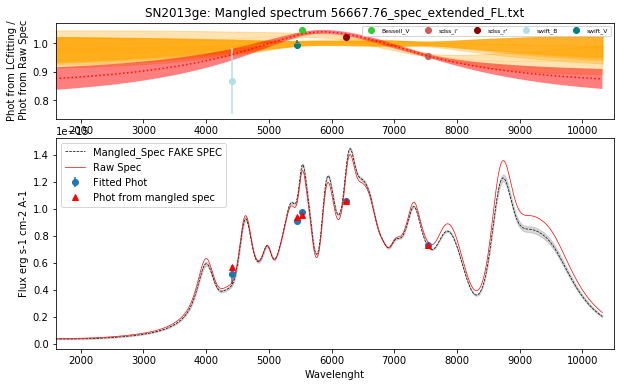 SN2013ge: Mangled spectrum 56667.76_spec_extended_FL.txt
Phot from LCfitting /
Phot from Raw Spec
1.0
0.9
0.8
Bessell_V
sdss_i'
sdss_r'
swift_B
swift_V
2000 3000 4000 5000 6000 7000 8000 9000 10000
Flux erg s-1 cm-2 A-1
1.4
1.2
1.0
0.8
0.6
0.4
0.2
0.0
Mangled_Spec FAKE SPEC
Raw Spec
Fitted Phot
Phot from mangled spec
2000 3000 4000 5000 6000 7000 8000 9000 10000
Wavelenght